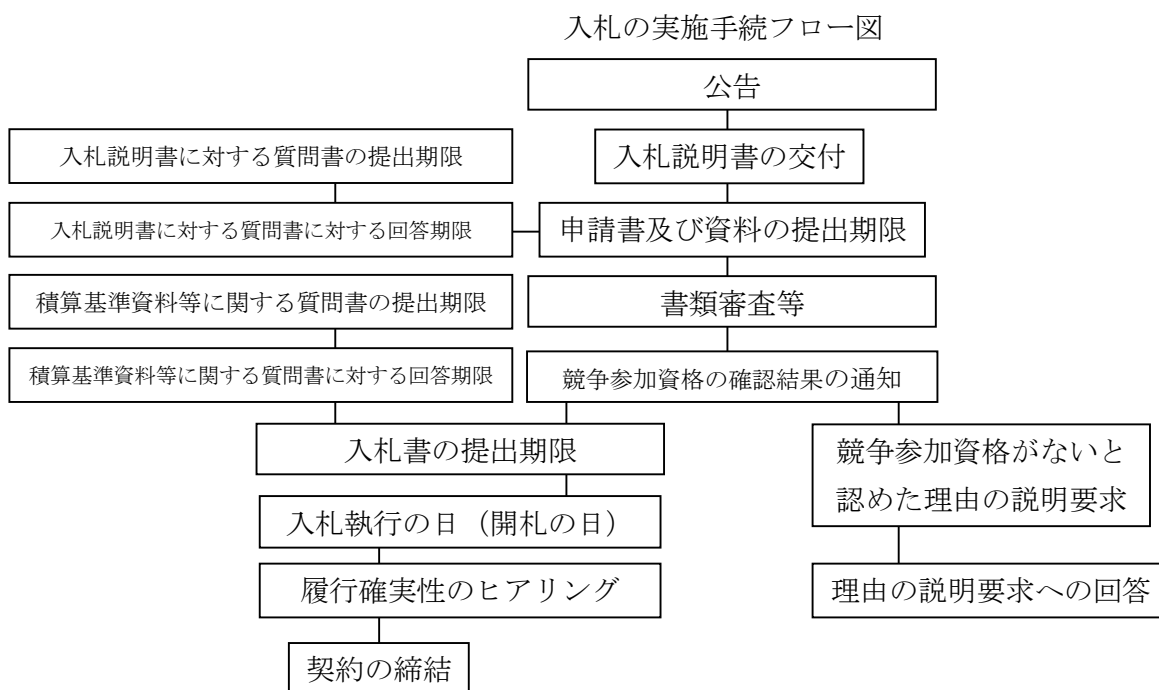 入札の実施手続フロー図
公告
入札説明書に対する質問書の提出期限
入札説明書の交付
入札説明書に対する質問書に対する回答期限
申請書及び資料の提出期限
積算基準資料等に関する質問書の提出期限
書類審査等
積算基準資料等に関する質問書に対する回答期限
競争参加資格の確認結果の通知
入札書の提出期限
競争参加資格がないと
認めた理由の説明要求
入札執行の日（開札の日）
履行確実性のヒアリング
理由の説明要求への回答
契約の締結